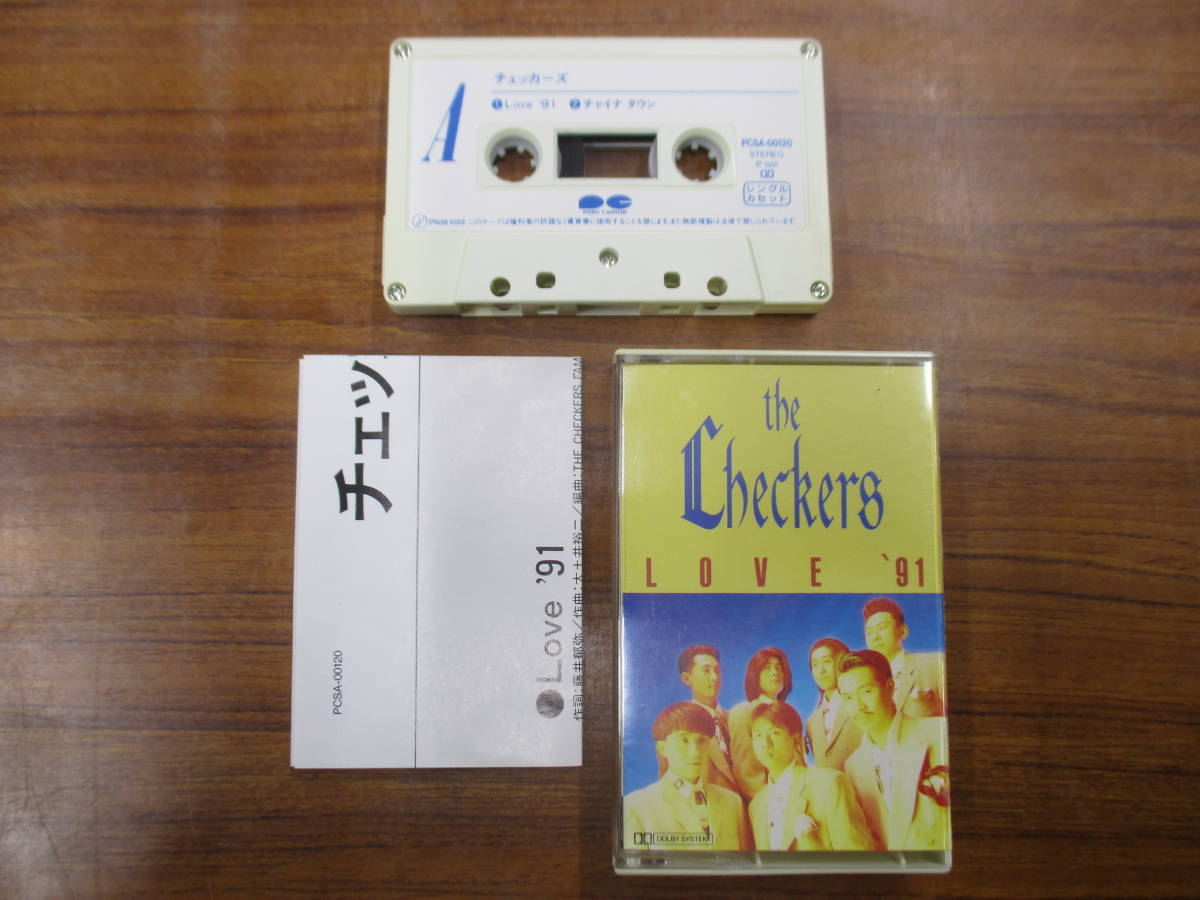 チェッカーズ
A
❶Love '91 ❷チャイナ タウン
PCSA-00120
STEREO
シングル
カセット
PONY CANYON
このテープは権利者の許諾なく賃貸業に使用することを禁じます。また無断複製は法律で禁じられています。
チェッ
PCSA-00120
●Love '91
作詞:藤井郁弥/作曲:大土井裕二/編曲:THE CHECKERS FAM
the
Checkers
LOVE '91
DOLBY SYSTEM